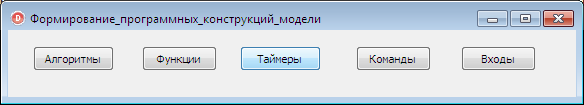 Формирование_программных_конструкций_модели
Алгоритмы Функции Таймеры Команды Входы